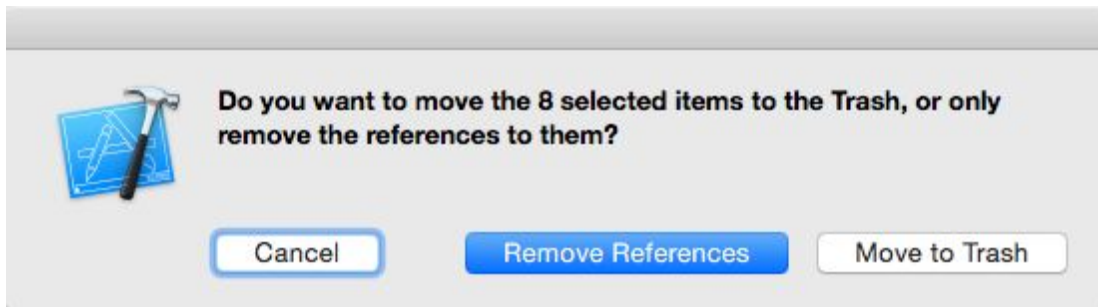 Do you want to move the 8 selected items to the Trash, or only
remove the references to them?
Cancel
Remove References
Move to Trash